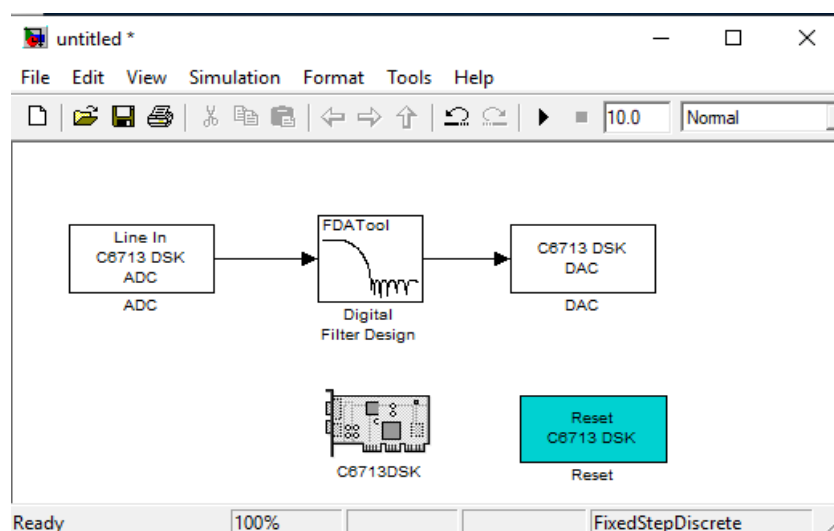 untitled *
File Edit View Simulation Format Tools Help
10.0 Normal
Line In
C6713 DSK
ADC
ADC
FDATool
Digital
Filter Design
C6713 DSK
DAC
DAC
C6713DSK
Reset
C6713 DSK
Reset
Ready 100% FixedStepDiscrete